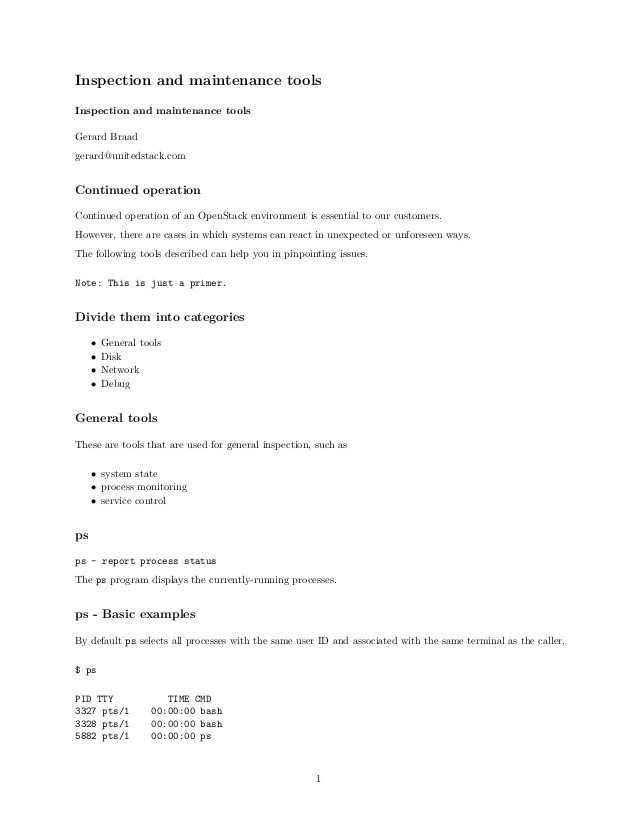 Inspection and maintenance tools
Inspection and maintenance tools
Gerard Braad
gerard@unitedstack.com
Continued operation
Continued operation of an OpenStack environment is essential to our customers.
However, there are cases in which systems can react in unexpected or unforeseen ways.
The following tools described can help you in pinpointing issues.
Note: This is just a primer.
Divide them into categories
• General tools
• Disk
• Network
• Debug
General tools
These are tools that are used for general inspection, such as
• system state
• process monitoring
• service control
ps
ps - report process status
The ps program displays the currently-running processes.
ps - Basic examples
By default ps selects all processes with the same user ID and associated with the same terminal as the caller.
$ ps
PID TTY          TIME CMD
3327 pts/1    00:00:00 bash
3328 pts/1    00:00:00 bash
5882 pts/1    00:00:00 ps
1